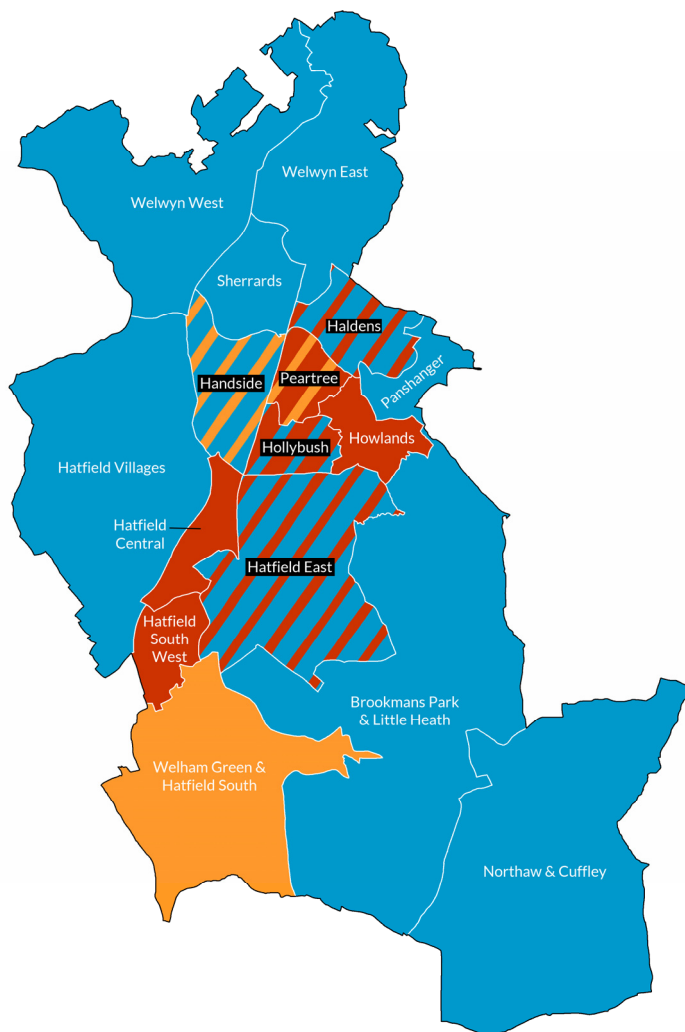 Welwyn East
Welwyn West
Sherrards
Haldens
Panshanger
Handside
Peartree
Howlands
Hollybush
Hatfield Villages
Hatfield
Central
Hatfield East
Hatfield
South
West
Brookmans Park
& Little Heath
Welham Green &
Hatfield South
Northaw & Cuffley